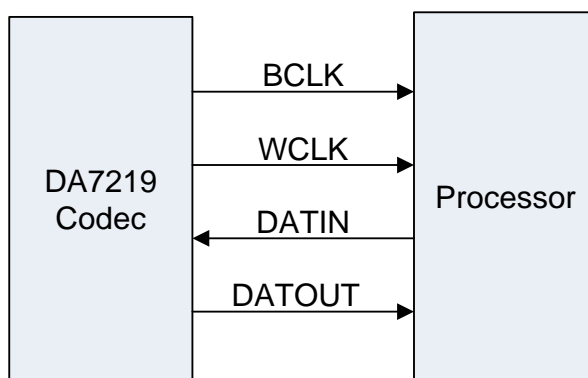 DA7219
Codec
BCLK
WCLK
DATIN
DATOUT
Processor